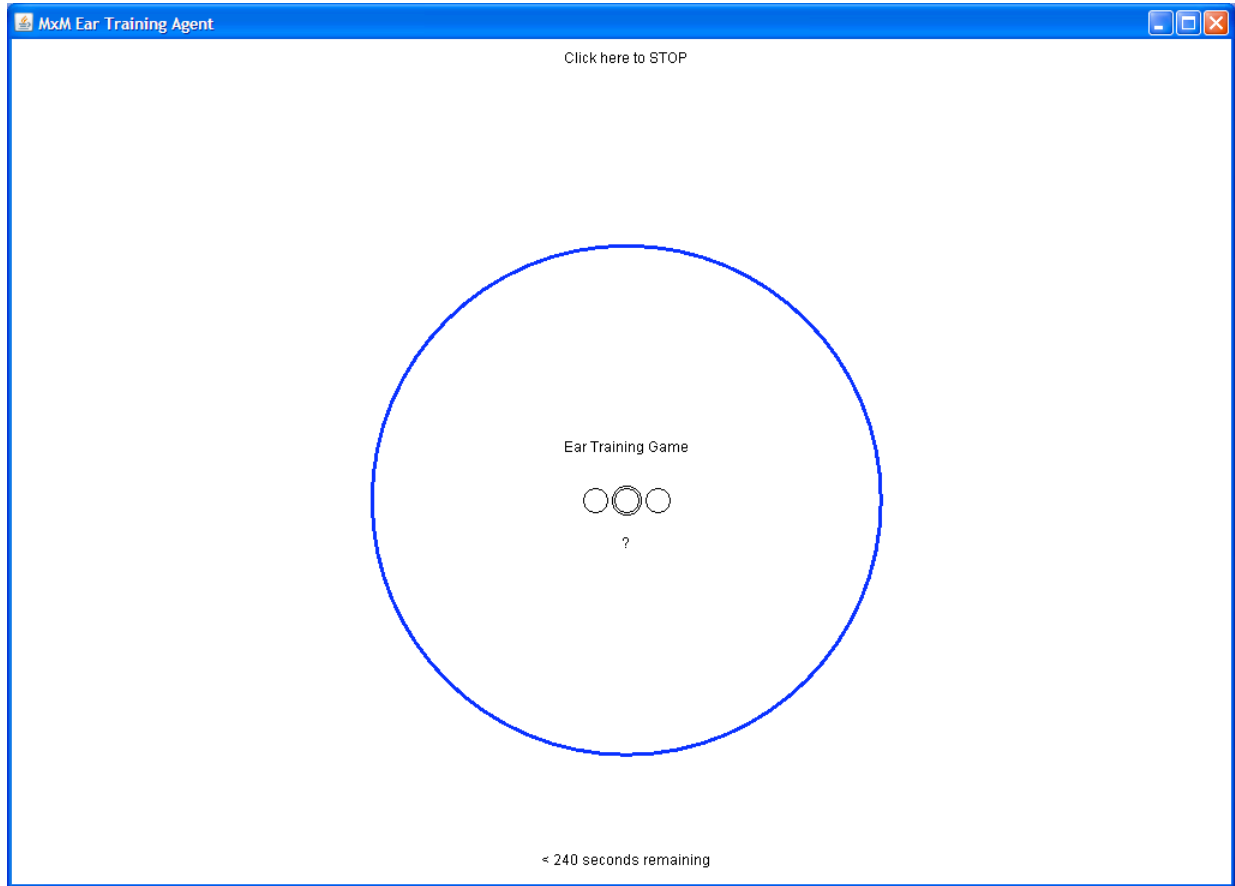 MxM Ear Training Agent
Click here to STOP
Ear Training Game
?
< 240 seconds remaining